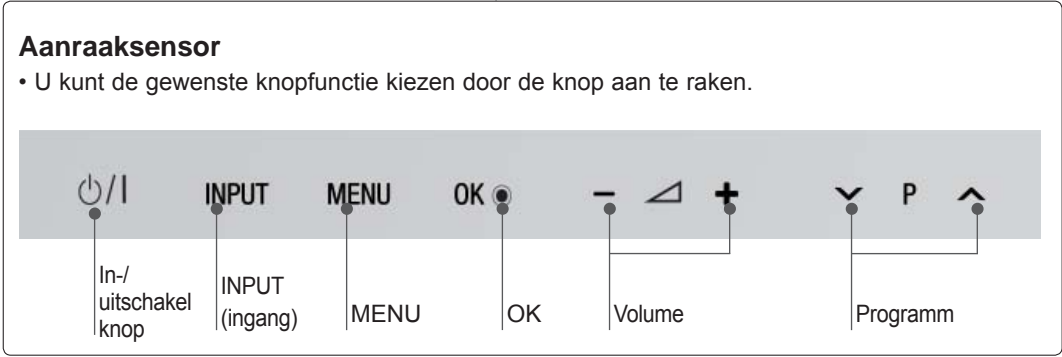 Aanraaksensor
• U kunt de gewenste knopfunctie kiezen door de knop aan te raken.
⏻/I INPUT MENU OK - + P
In-/
uitschakel
knop
INPUT
(ingang)
MENU
OK
Volume
Programm